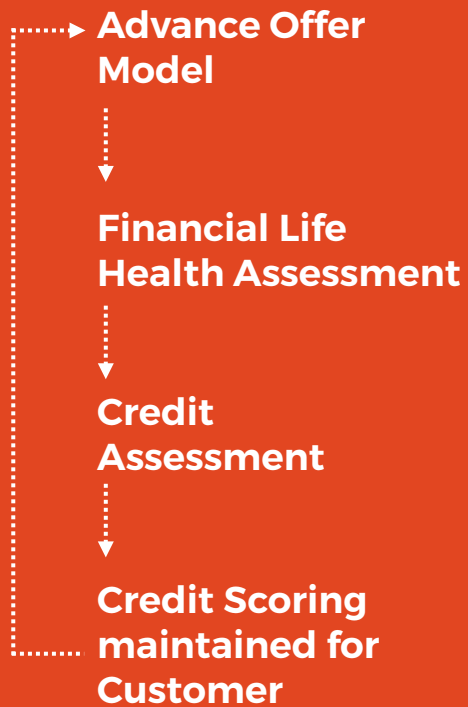 Advance Offer
Model
Financial Life
Health Assessment
Credit
Assessment
Credit Scoring
maintained for
Customer